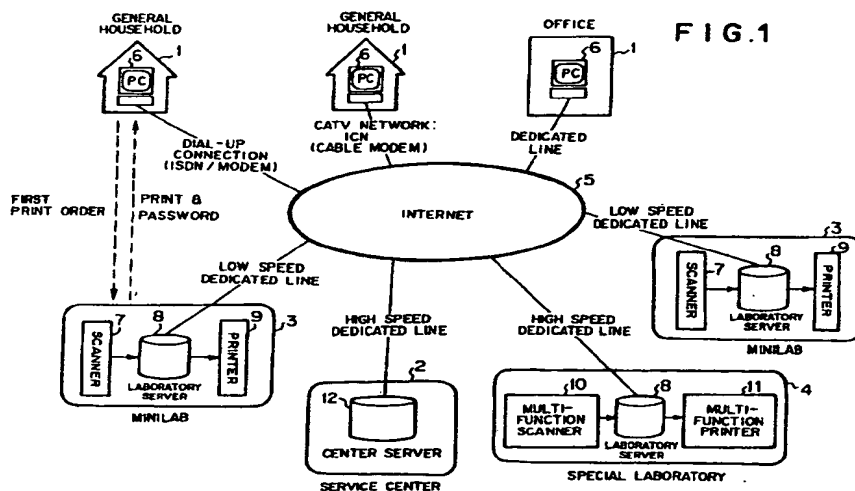 FIG.1
GENERAL
HOUSEHOLD
1
6
PC
GENERAL
HOUSEHOLD
1
6
PC
OFFICE
1
6
PC
DIAL-UP
CONNECTION
(ISDN/MODEM)
CATV NETWORK:
ICN
(CABLE MODEM)
DEDICATED
LINE
FIRST
PRINT ORDER
PRINT &
PASSWORD
INTERNET
5
LOW SPEED
DEDICATED LINE
LOW SPEED
DEDICATED LINE
HIGH SPEED
DEDICATED LINE
HIGH SPEED
DEDICATED LINE
SCANNER
7
8
LABORATORY
SERVER
PRINTER
9
3
MINILAB
2
12
CENTER SERVER
SERVICE CENTER
10
MULTI-
FUNCTION
SCANNER
8
LABORATORY
SERVER
11
MULTI-
FUNCTION
PRINTER
4
SPECIAL LABORATORY
SCANNER
7
8
LABORATORY
SERVER
PRINTER
9
3
MINILAB